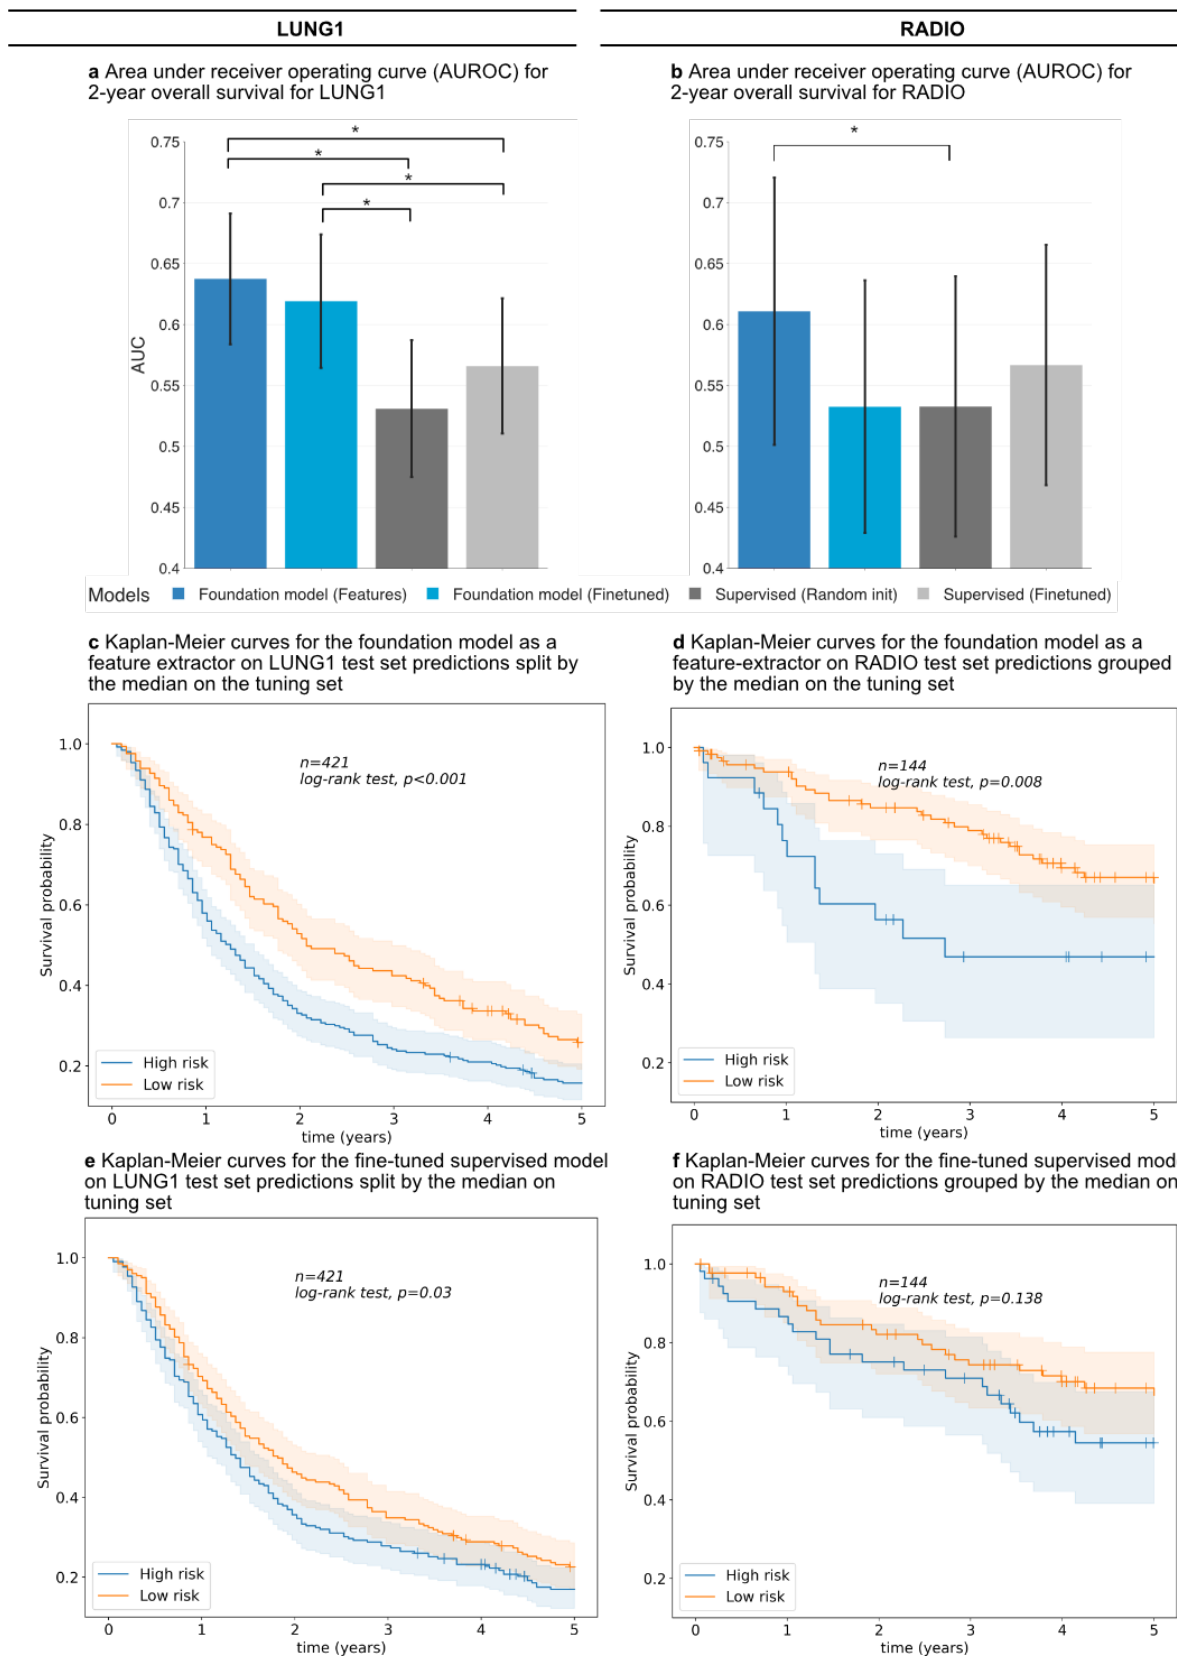 LUNG1
RADIO
a Area under receiver operating curve (AUROC) for
2-year overall survival for LUNG1
b Area under receiver operating curve (AUROC) for
2-year overall survival for RADIO
0.75
0.7
0.65
0.6
0.55
0.5
0.45
0.4
AUC
*
*
*
*
0.75
0.7
0.65
0.6
0.55
0.5
0.45
0.4
*
Models Foundation model (Features) Foundation model (Finetuned) Supervised (Random init) Supervised (Finetuned)
c Kaplan-Meier curves for the foundation model as a
feature extractor on LUNG1 test set predictions split by
the median on the tuning set
n=421
log-rank test, p<0.001
1.0
0.8
0.6
0.4
0.2
Survival probability
High risk
Low risk
0 1 2 3 4 5
time (years)
d Kaplan-Meier curves for the foundation model as a
feature-extractor on RADIO test set predictions grouped
by the median on the tuning set
n=144
log-rank test, p=0.008
1.0
0.8
0.6
0.4
0.2
Survival probability
High risk
Low risk
0 1 2 3 4 5
time (years)
e Kaplan-Meier curves for the fine-tuned supervised model
on LUNG1 test set predictions split by the median on
tuning set
n=421
log-rank test, p=0.03
1.0
0.8
0.6
0.4
0.2
Survival probability
High risk
Low risk
0 1 2 3 4 5
time (years)
f Kaplan-Meier curves for the fine-tuned supervised mod
on RADIO test set predictions grouped by the median on
tuning set
n=144
log-rank test, p=0.138
1.0
0.8
0.6
0.4
0.2
Survival probability
High risk
Low risk
0 1 2 3 4 5
time (years)